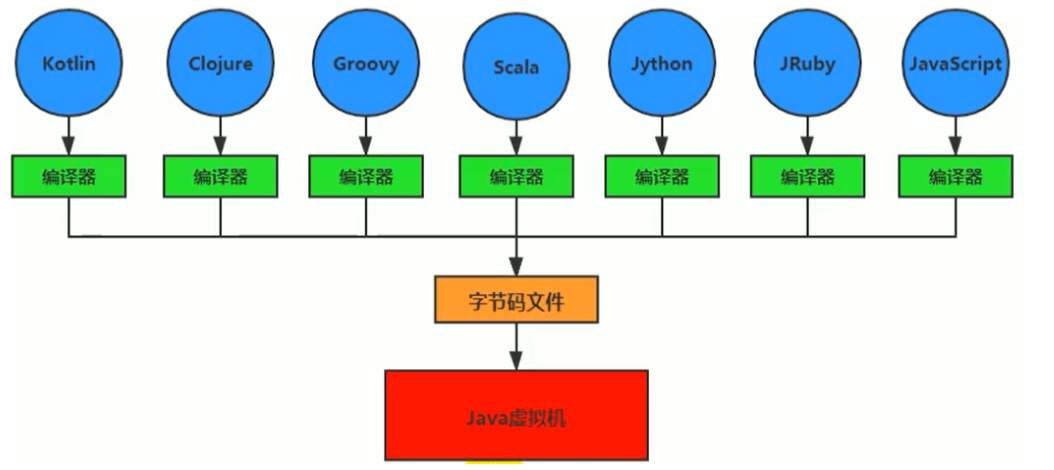 Kotlin
Clojure
Groovy
Scala
Jython
JRuby
JavaScript
编译器
编译器
编译器
编译器
编译器
编译器
编译器
字节码文件
Java虚拟机